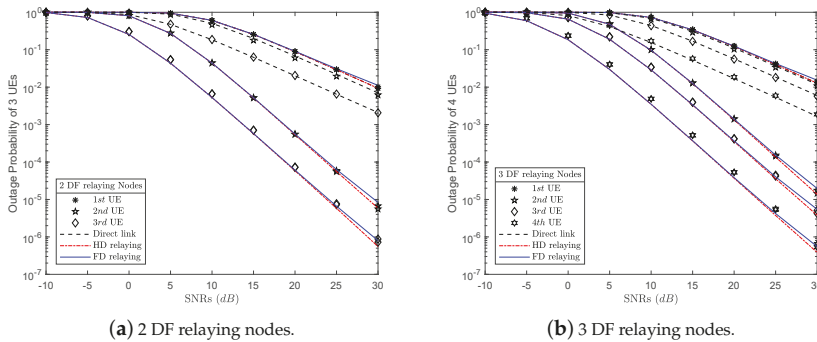 Outage Probability of 3 UEs
10^0
10^-1
10^-2
10^-3
10^-4
10^-5
10^-6
10^-7
2 DF relaying Nodes
1st UE
2nd UE
3rd UE
Direct link
HD relaying
FD relaying
-10 -5 0 5 10 15 20 25 30
SNRs (dB)
(a) 2 DF relaying nodes.
Outage Probability of 4 UEs
10^0
10^-1
10^-2
10^-3
10^-4
10^-5
10^-6
10^-7
3 DF relaying Nodes
1st UE
2nd UE
3rd UE
4th UE
Direct link
HD relaying
FD relaying
-10 -5 0 5 10 15 20 25
SNRs (dB)
(b) 3 DF relaying nodes.